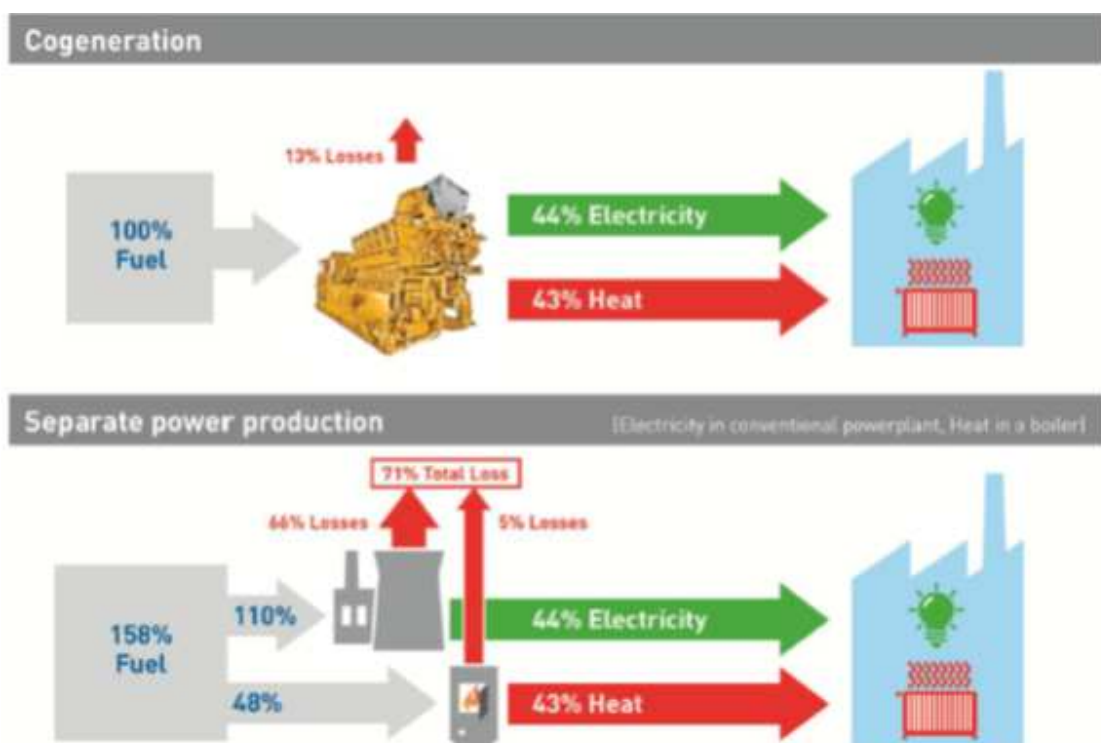 Cogeneration
13% Losses
100%
Fuel
44% Electricity
43% Heat
Separate power production
[Electricity in conventional powerplant, Heat in a boiler]
71% Total Loss
66% Losses
5% Losses
158%
Fuel
110%
44% Electricity
48%
43% Heat